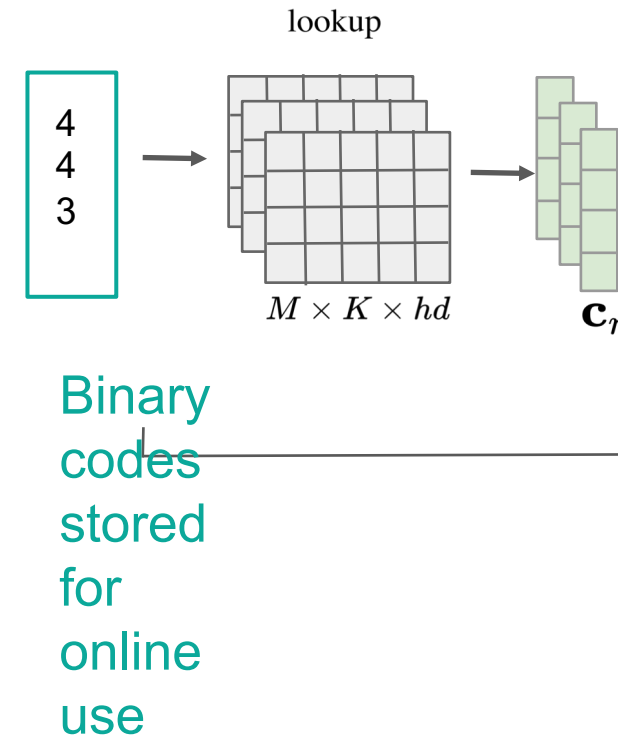 lookup
4
4
3
M × K × hd
c
Binary
codes
stored
for
online
use